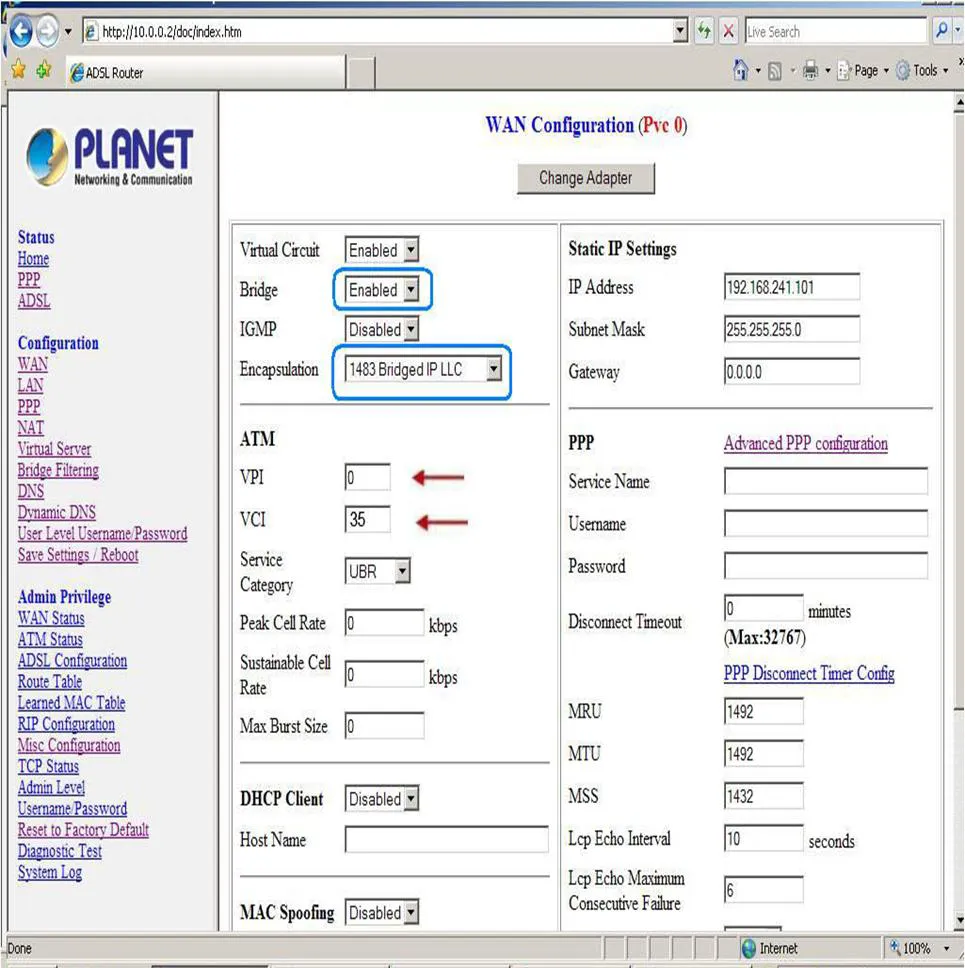 http://10.0.0.2/doc/index.htm
Live Search
ADSL Router
Page
Tools
PLANET
Networking & Communication
Status
Home
PPP
ADSL
Configuration
WAN
LAN
PPP
NAT
Virtual Server
Bridge Filtering
DNS
Dynamic DNS
User Level Username/Password
Save Settings / Reboot
Admin Privilege
WAN Status
ATM Status
ADSL Configuration
Route Table
Learned MAC Table
RIP Configuration
Misc Configuration
TCP Status
Admin Level
Username/Password
Reset to Factory Default
Diagnostic Test
System Log
WAN Configuration (Pvc 0)
Change Adapter
Virtual Circuit Enabled
Bridge Enabled
IGMP Disabled
Encapsulation 1483 Bridged IP LLC
ATM
VPI 0
VCI 35
Service
Category UBR
Peak Cell Rate 0 kbps
Sustainable Cell
Rate 0 kbps
Max Burst Size 0
DHCP Client Disabled
Host Name
MAC Spoofing Disabled
Static IP Settings
IP Address 192.168.241.101
Subnet Mask 255.255.255.0
Gateway 0.0.0.0
PPP Advanced PPP configuration
Service Name
Username
Password
Disconnect Timeout 0 minutes
(Max:32767)
PPP Disconnect Timer Config
MRU 1492
MTU 1492
MSS 1432
Lcp Echo Interval 10 seconds
Lcp Echo Maximum
Consecutive Failure 6
Done
Internet
100%